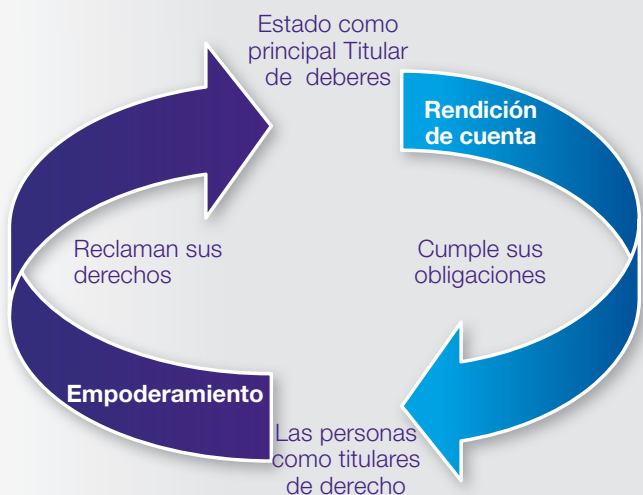 Estado como
principal Titular
de deberes
Rendición
de cuenta
Reclaman sus
derechos
Cumple sus
obligaciones
Empoderamiento
Las personas
como titulares
de derecho